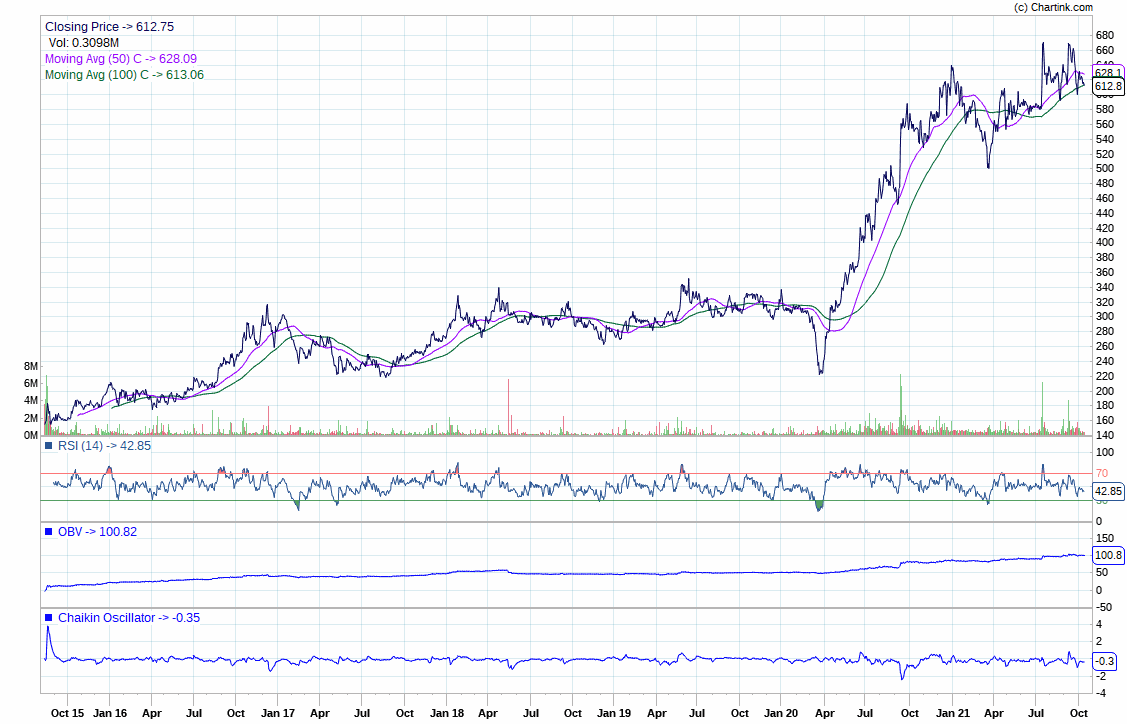 (c) Chartink.com
Closing Price -> 612.75
Vol: 0.3098M
Moving Avg (50) C -> 628.09
Moving Avg (100) C -> 613.06
680
660
628.1
612.8
580
560
540
520
500
480
460
440
420
400
380
360
340
320
300
280
260
240
220
200
180
160
140
8M
6M
4M
2M
0M
RSI (14) -> 42.85
100
70
42.85
0
OBV -> 100.82
150
100.8
50
0
-50
Chaikin Oscillator -> -0.35
4
2
-0.3
-2
-4
Oct 15 Jan 16 Apr Jul Oct Jan 17 Apr Jul Oct Jan 18 Apr Jul Oct Jan 19 Apr Jul Oct Jan 20 Apr Jul Oct Jan 21 Apr Jul Oct